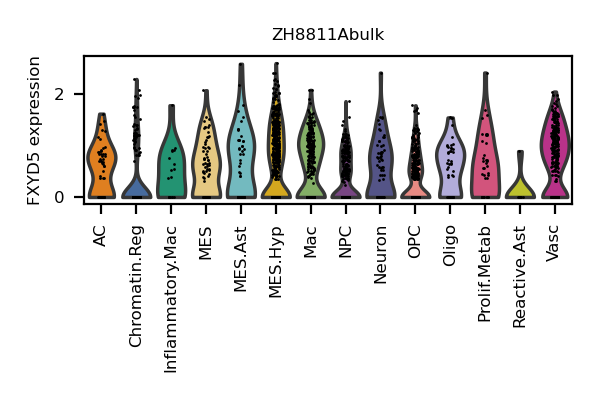 ZH8811Abulk
FXYD5 expression
2
0
AC
Chromatin.Reg
Inflammatory.Mac
MES
MES.Ast
MES.Hyp
Mac
NPC
Neuron
OPC
Oligo
Prolif.Metab
Reactive.Ast
Vasc